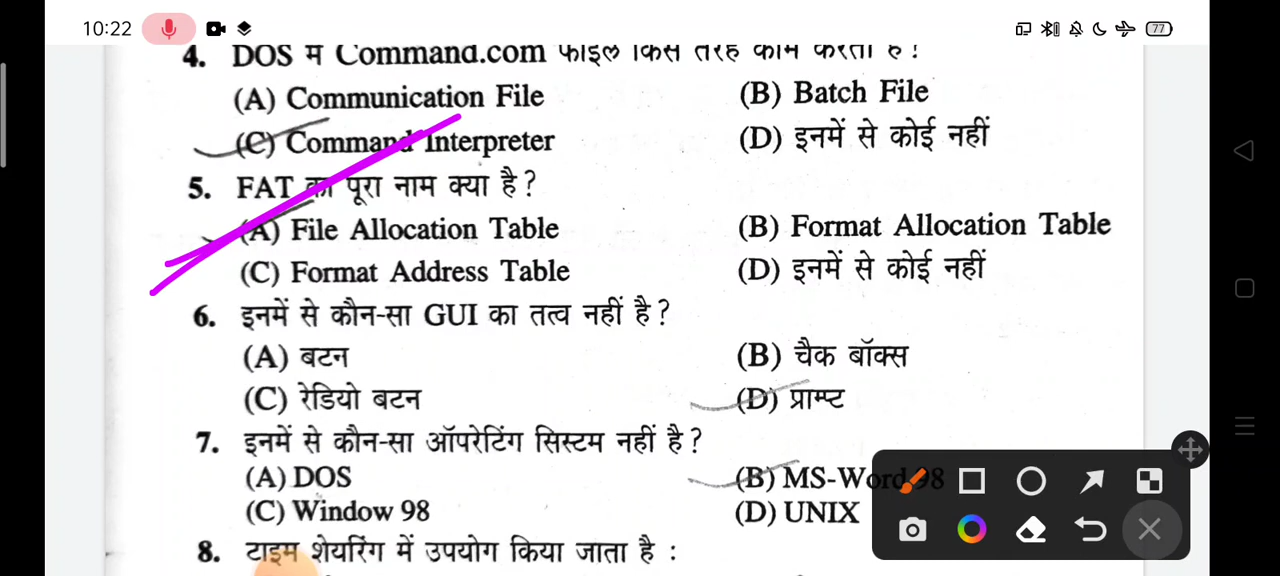 10:22
77
4. DOS में Command.com फाइल किस तरह काम करती है?
(A) Communication File (B) Batch File
(C) Command Interpreter (D) इनमें से कोई नहीं
5. FAT का पूरा नाम क्या है?
(A) File Allocation Table (B) Format Allocation Table
(C) Format Address Table (D) इनमें से कोई नहीं
6. इनमें से कौन-सा GUI का तत्व नहीं है?
(A) बटन (B) चैक बॉक्स
(C) रेडियो बटन (D) प्राम्प्ट
7. इनमें से कौन-सा ऑपरेटिंग सिस्टम नहीं है?
(A) DOS (B) MS-Word 98
(C) Window 98 (D) UNIX
8. टाइम शेयरिंग में उपयोग किया जाता है :